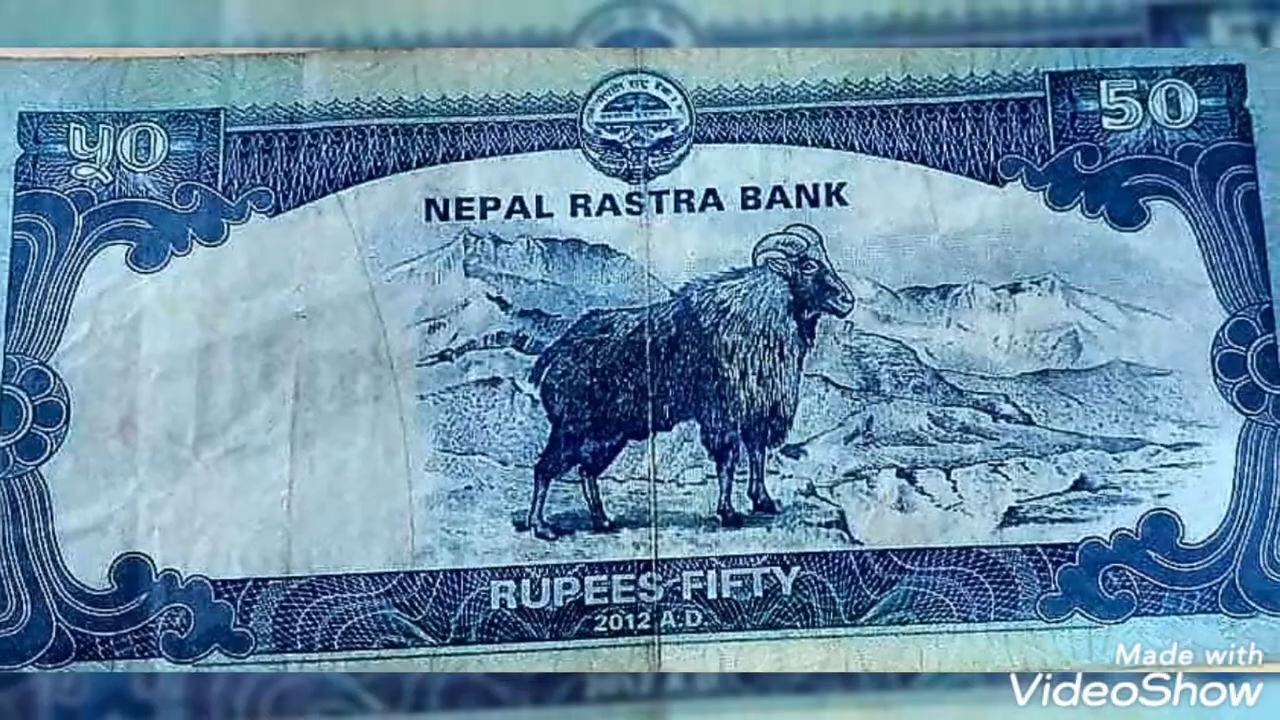 ५० 50
NEPAL RASTRA BANK
RUPEES FIFTY
2012 A.D
Made with
VideoShow